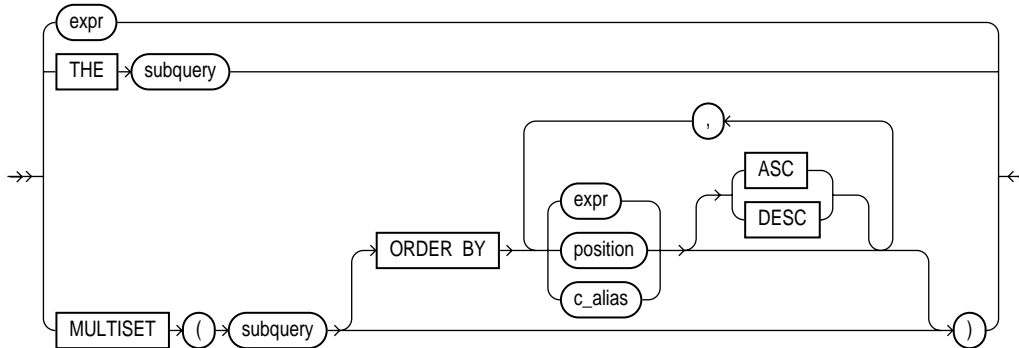 expr
THE subquery
,
ASC
expr
DESC
ORDER BY position
c_alias
MULTISET ( subquery )